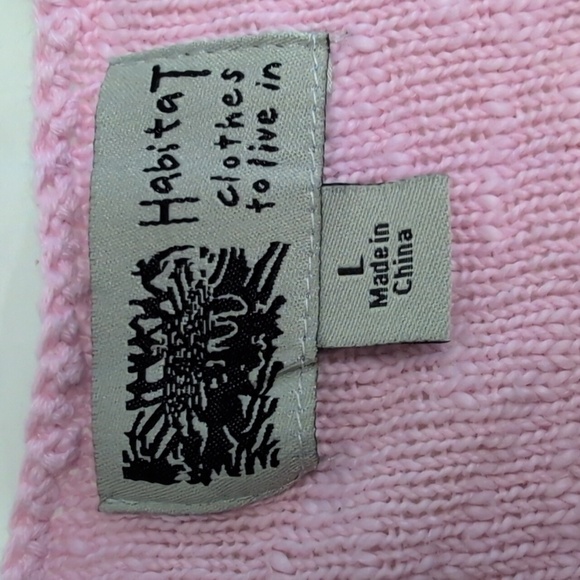 HabitaT
clothes
to live in
L
Made in
China